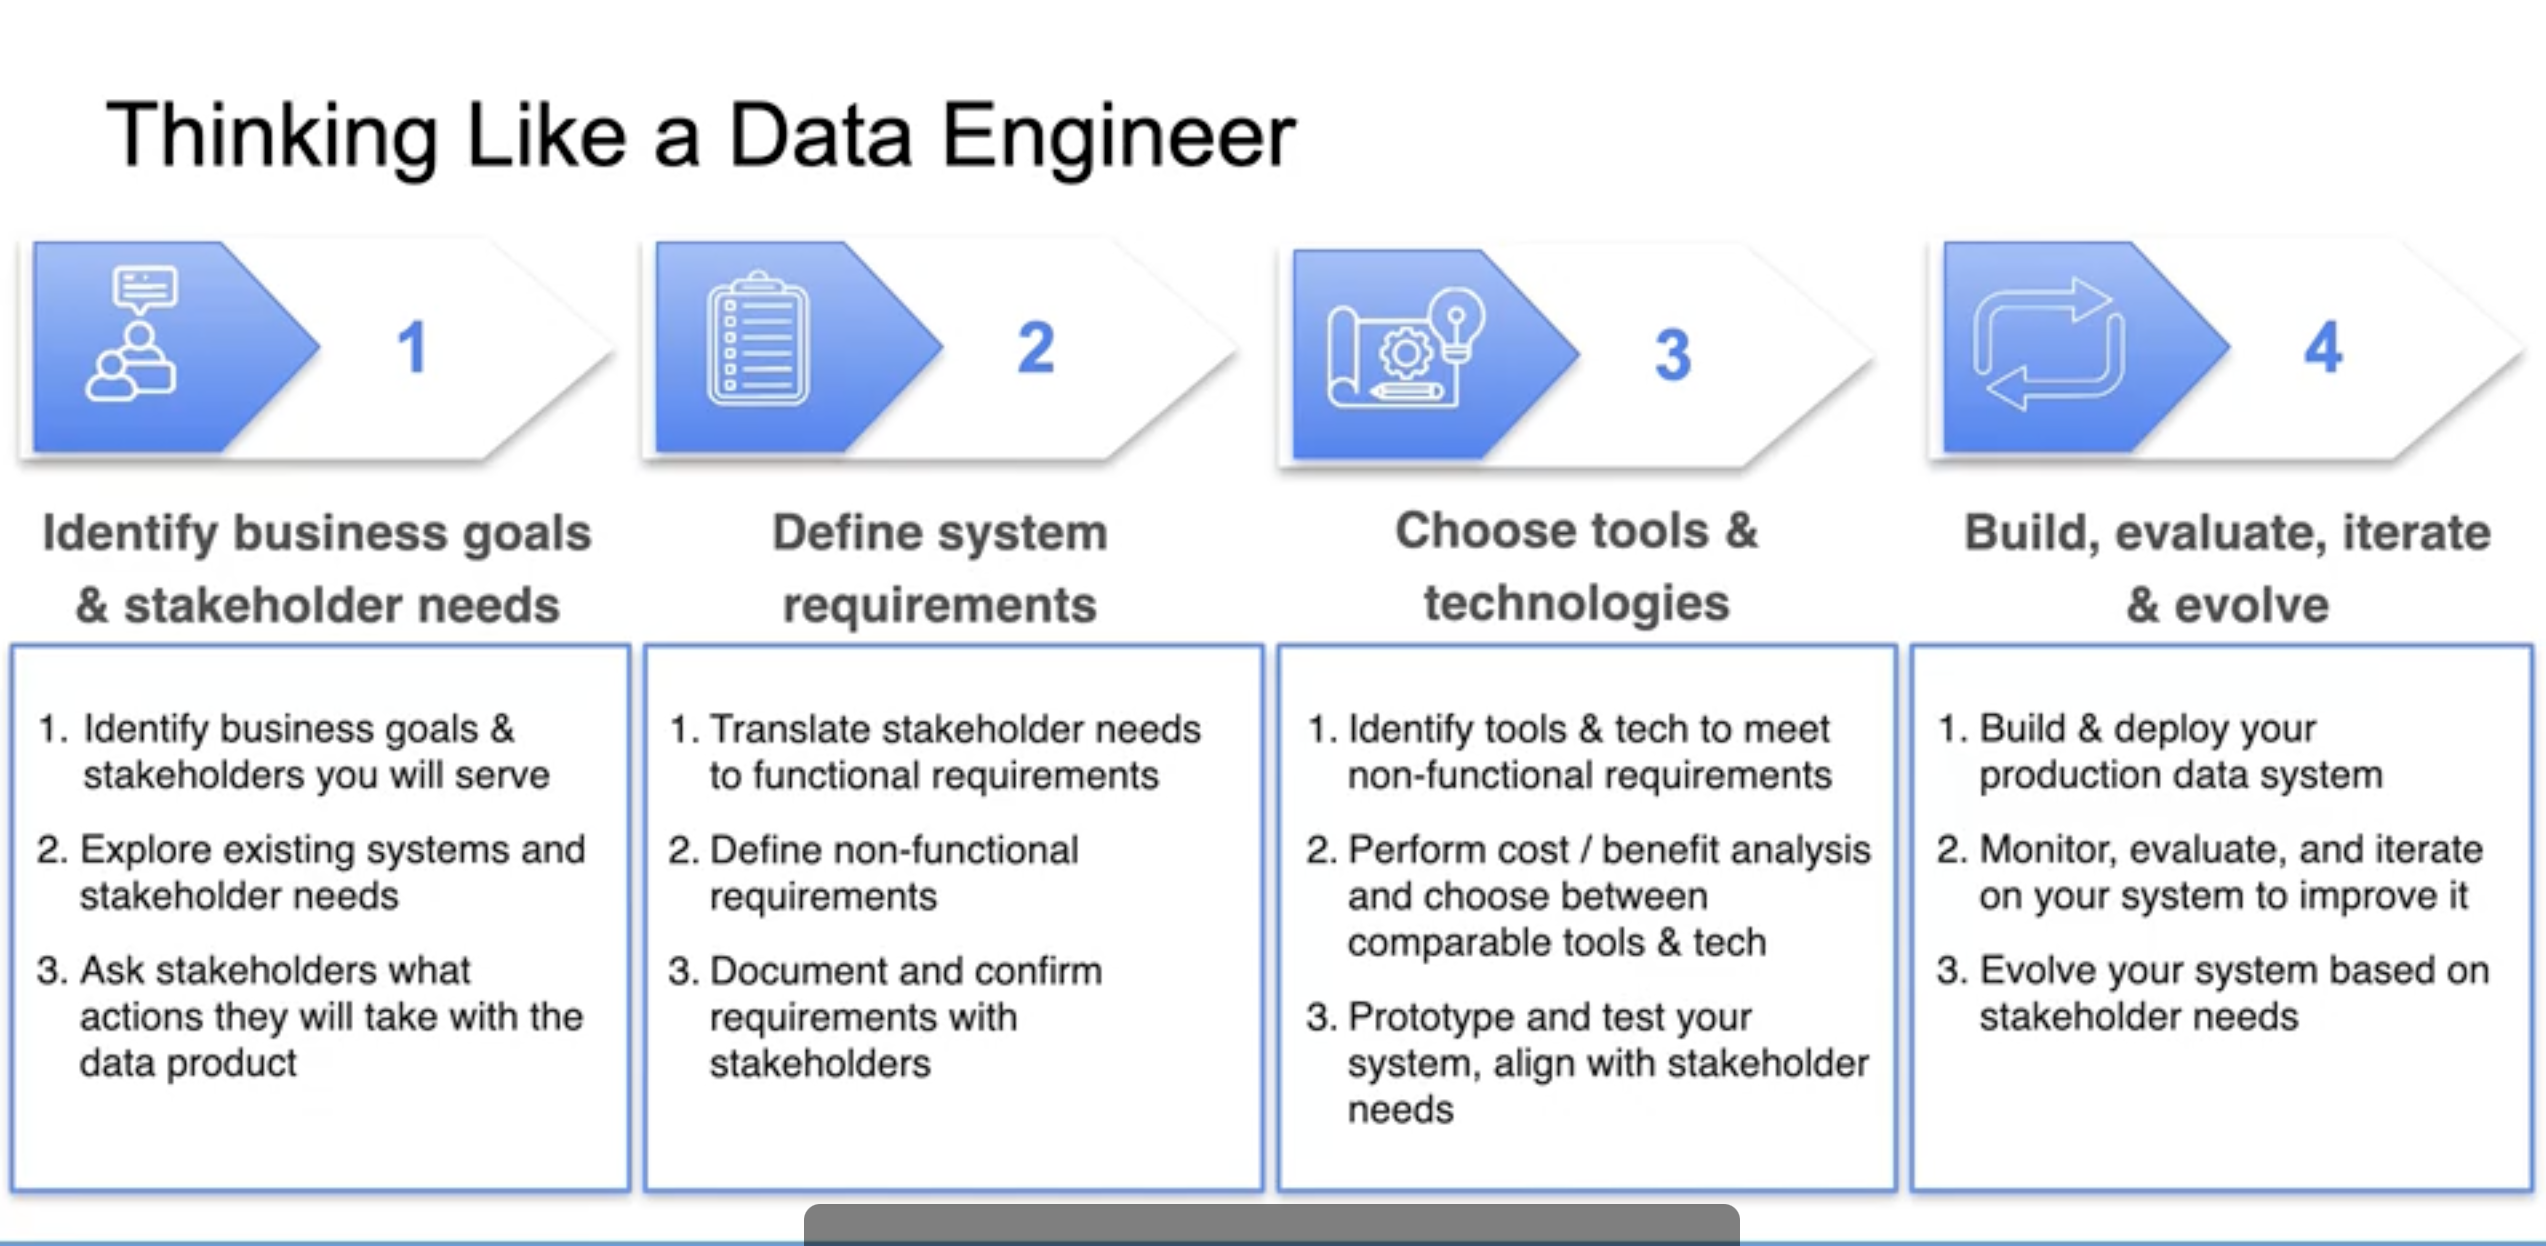 Thinking Like a Data Engineer
1
Identify business goals
& stakeholder needs
1. Identify business goals &
stakeholders you will serve
2. Explore existing systems and
stakeholder needs
3. Ask stakeholders what
actions they will take with the
data product
2
Define system
requirements
1. Translate stakeholder needs
to functional requirements
2. Define non-functional
requirements
3. Document and confirm
requirements with
stakeholders
3
Choose tools &
technologies
1. Identify tools & tech to meet
non-functional requirements
2. Perform cost / benefit analysis
and choose between
comparable tools & tech
3. Prototype and test your
system, align with stakeholder
needs
4
Build, evaluate, iterate
& evolve
1. Build & deploy your
production data system
2. Monitor, evaluate, and iterate
on your system to improve it
3. Evolve your system based on
stakeholder needs